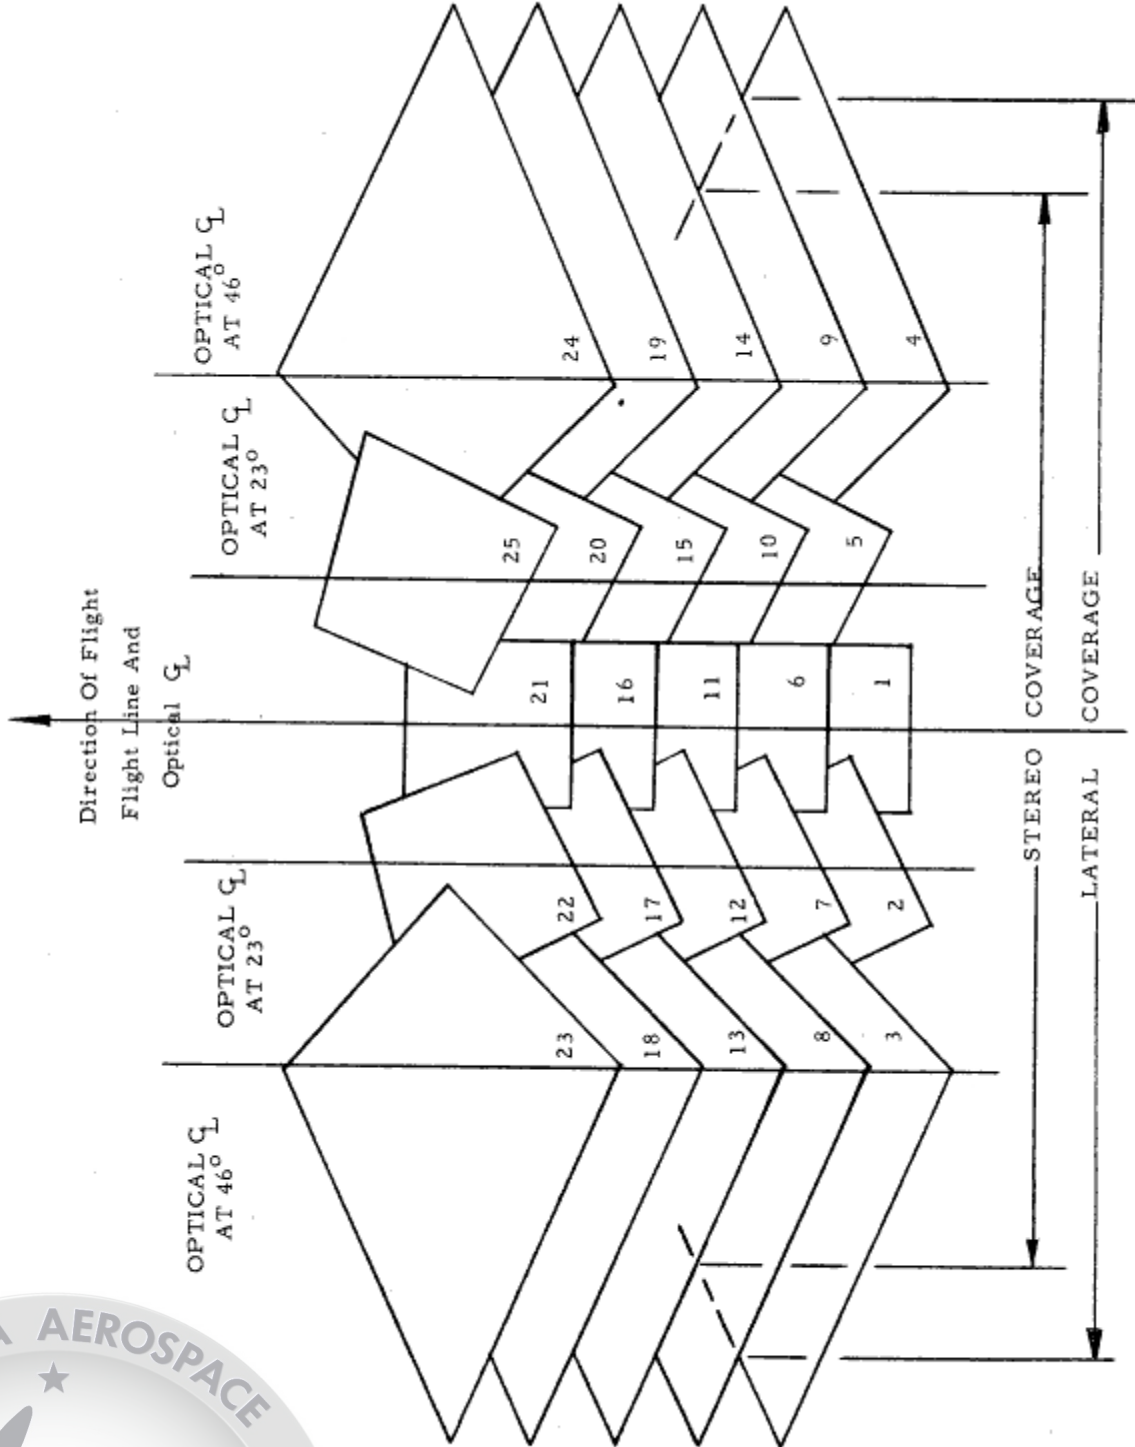 Direction Of Flight
Flight Line And
Optical ℄
OPTICAL ℄
AT 46°
OPTICAL ℄
AT 23°
OPTICAL ℄
AT 23°
OPTICAL ℄
AT 46°
23
18
13
8
3
22
17
12
7
2
21
16
11
6
1
25
20
15
10
5
24
19
14
9
4
STEREO COVERAGE
LATERAL COVERAGE
AEROSPACE